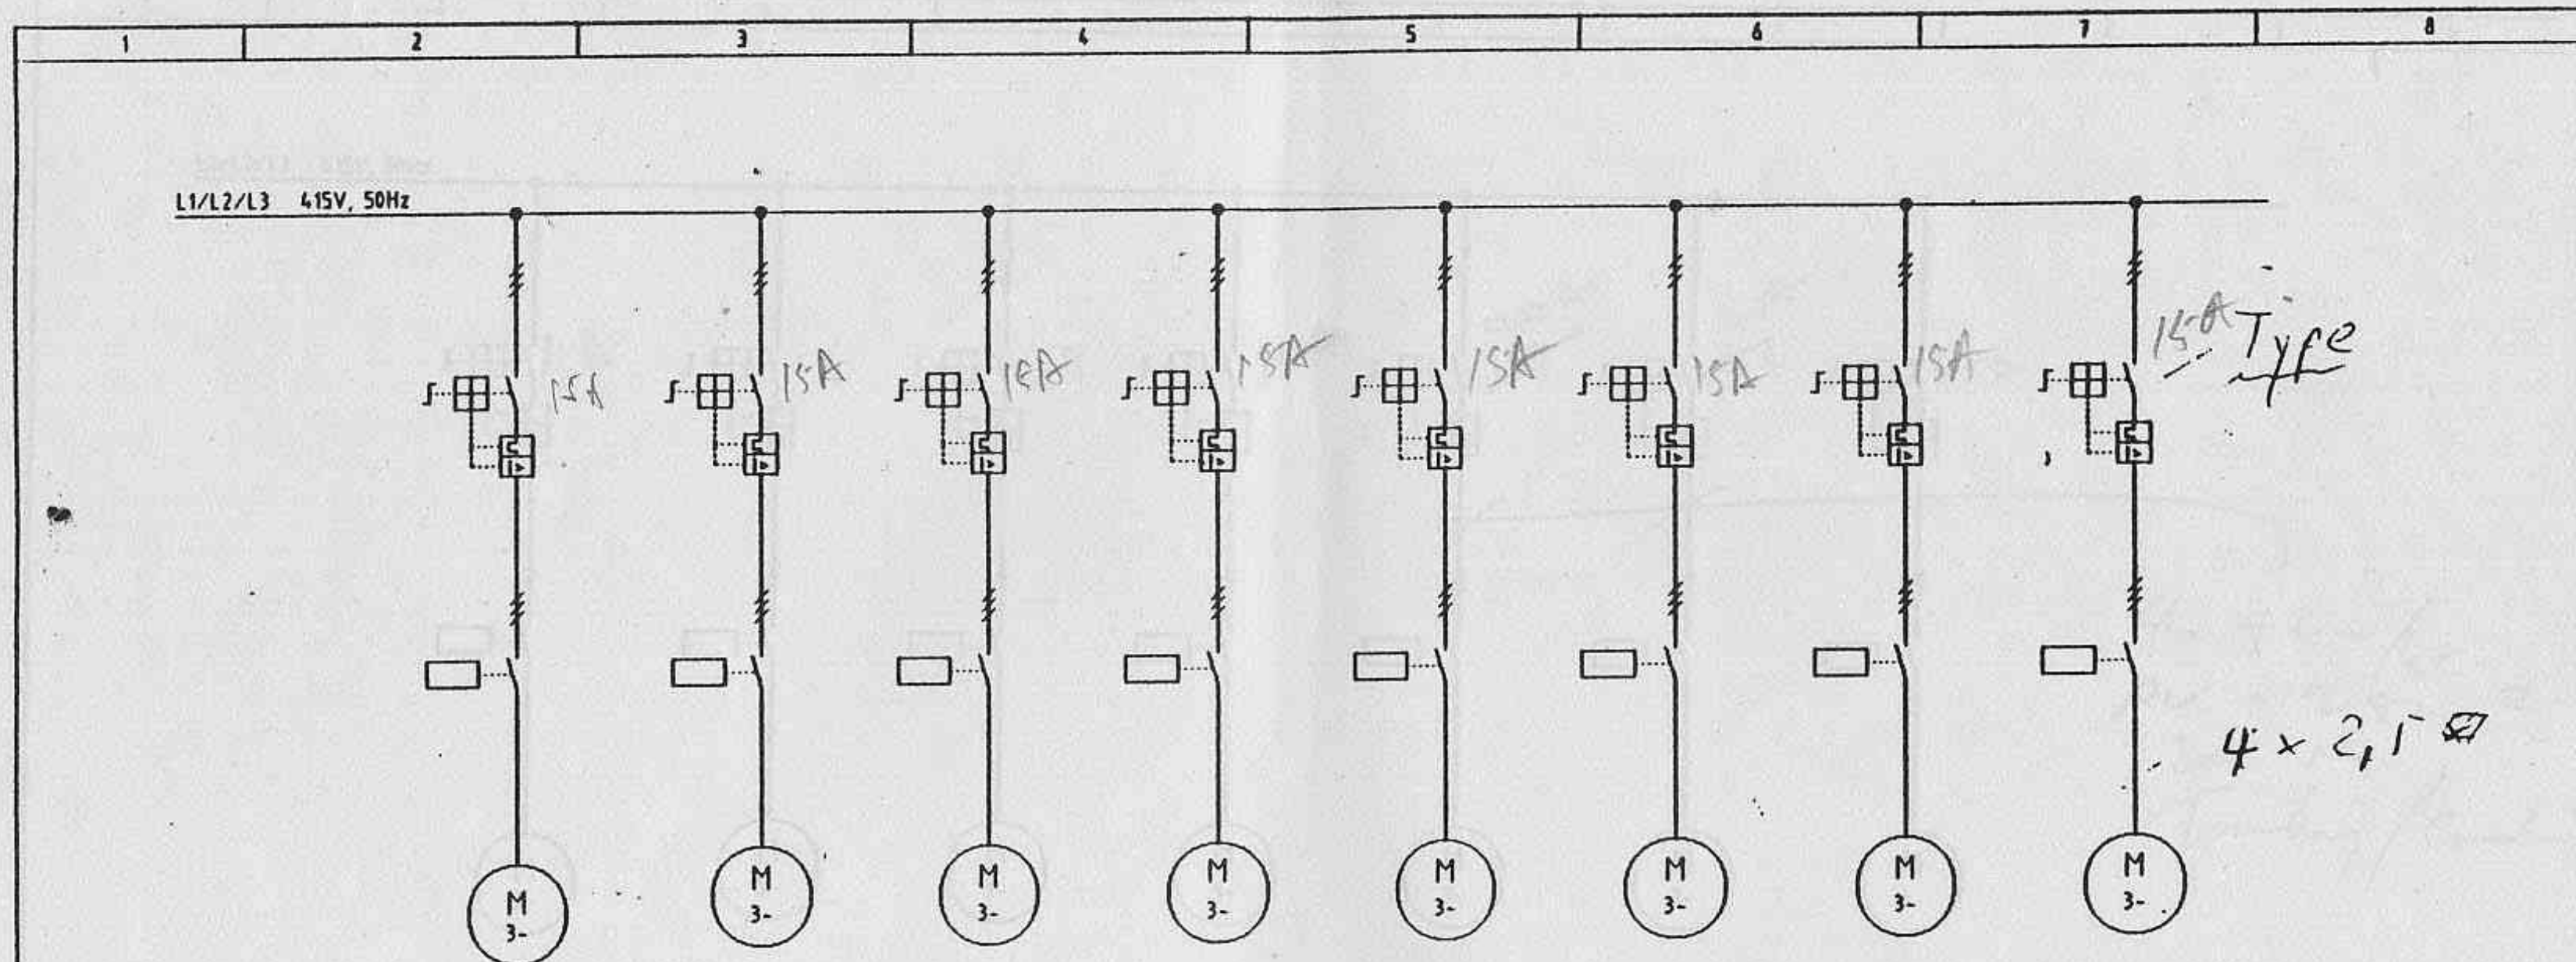 1 2 3 4 5 6 7 8
L1/L2/L3 415V, 50Hz
15A 15A 15A 15A 15A 15A 15A 15A Type
4 x 2,5
M M M M M M M M
3~ 3~ 3~ 3~ 3~ 3~ 3~ 3~